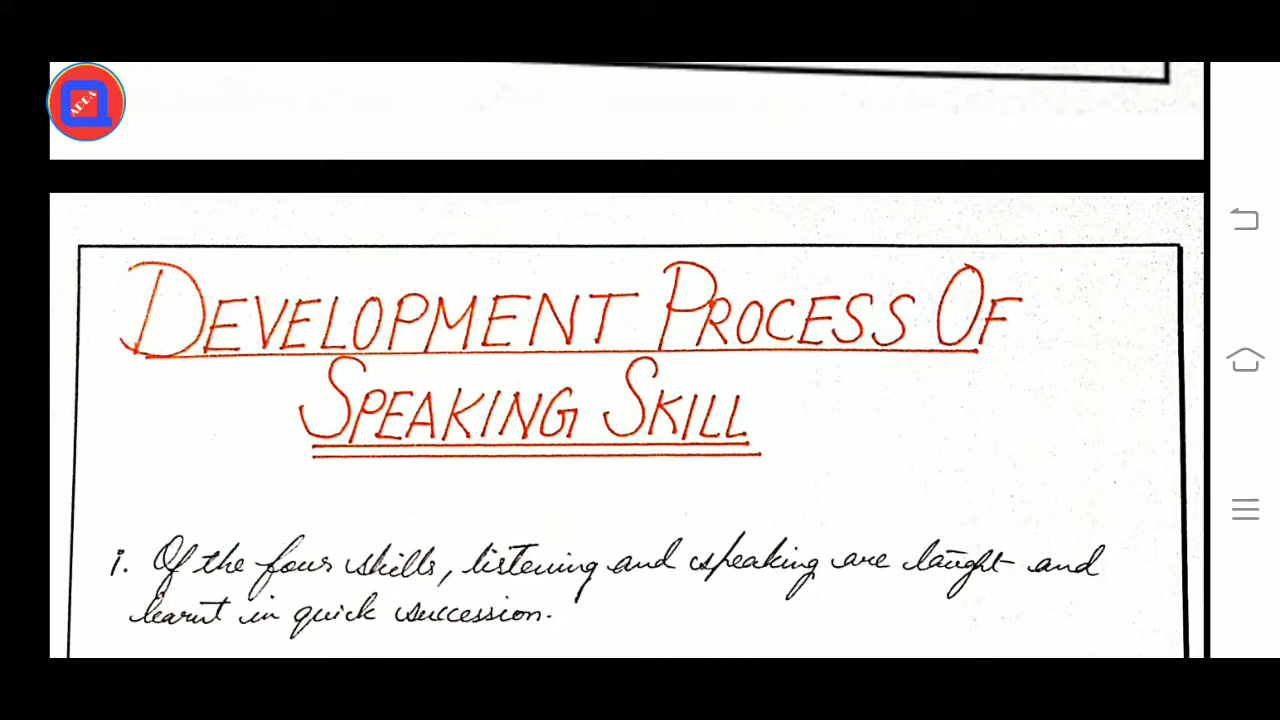 ADDA
DEVELOPMENT PROCESS OF
SPEAKING SKILL
i. Of the four skills, listening and speaking are taught and
learnt in quick succession.